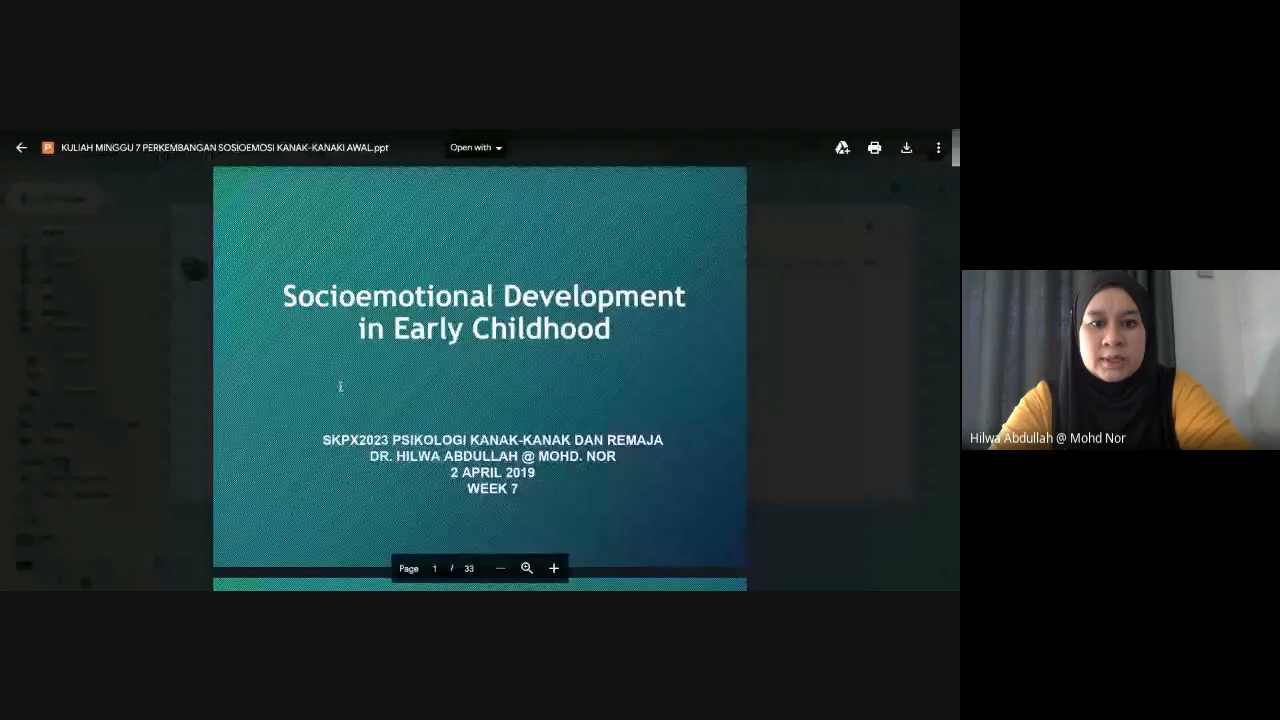 KULIAH MINGGU 7 PERKEMBANGAN SOSIOEMOSI KANAK-KANAKI AWAL.ppt
Open with
Socioemotional Development
in Early Childhood
SKPX2023 PSIKOLOGI KANAK-KANAK DAN REMAJA
DR. HILWA ABDULLAH @ MOHD. NOR
2 APRIL 2019
WEEK 7
Page 1 / 33
Hilwa Abdullah @ Mohd Nor